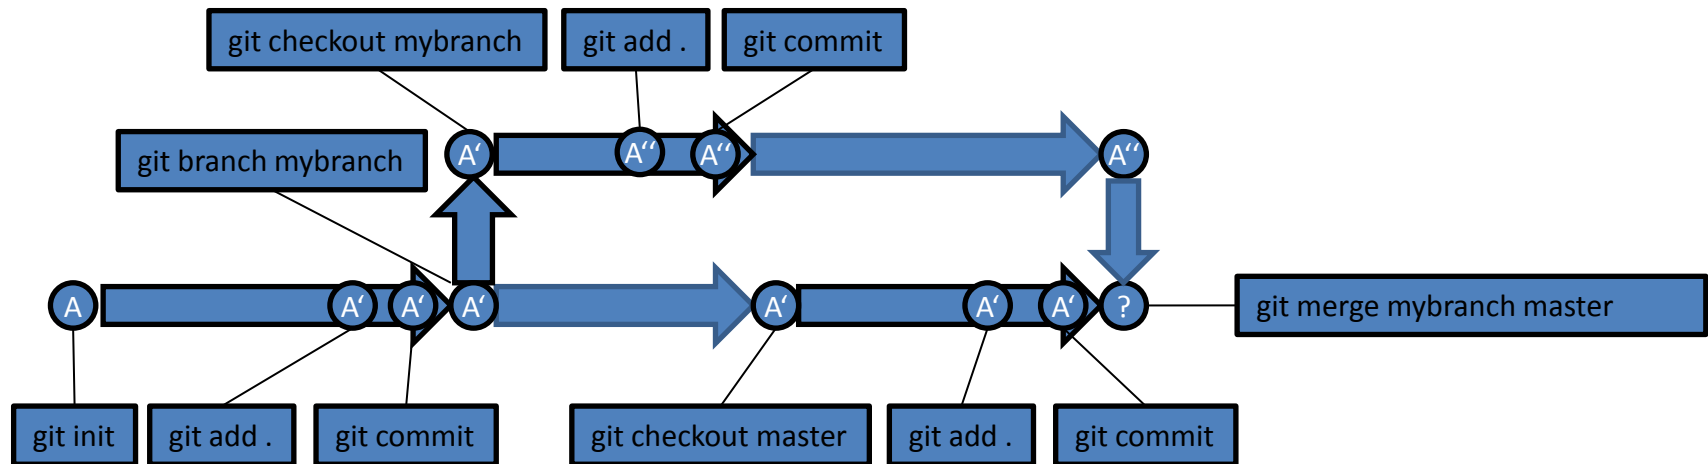 git checkout mybranch
git add .
git commit
git branch mybranch
A‘
A‘‘
A‘‘
A‘‘
A
A‘
A‘
A‘
A‘
A‘
A‘
?
git merge mybranch master
git init
git add .
git commit
git checkout master
git add .
git commit